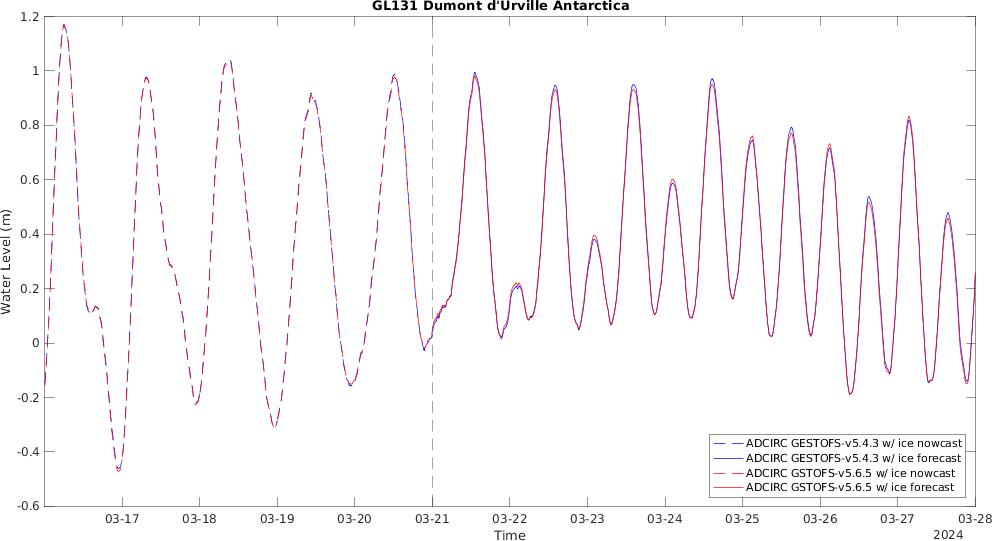 GL131 Dumont d'Urville Antarctica
1.2
1
0.8
0.6
0.4
0.2
0
-0.2
-0.4
-0.6
Water Level (m)
ADCIRC GESTOFS-v5.4.3 w/ ice nowcast
ADCIRC GESTOFS-v5.4.3 w/ ice forecast
ADCIRC GSTOFS-v5.6.5 w/ ice nowcast
ADCIRC GSTOFS-v5.6.5 w/ ice forecast
03-17 03-18 03-19 03-20 03-21 03-22 03-23 03-24 03-25 03-26 03-27 03-28
Time
2024